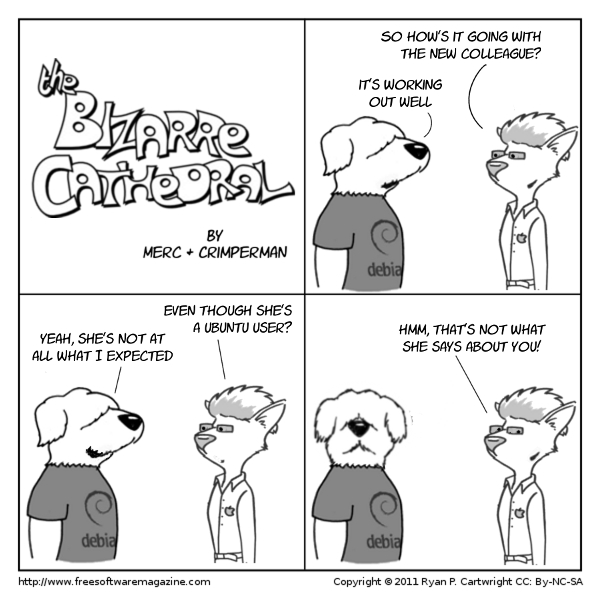 the
BIZARRE
CATHEDRAL
BY
MERC + CRIMPERMAN
SO HOW'S IT GOING WITH
THE NEW COLLEAGUE?
IT'S WORKING
OUT WELL
debia
YEAH, SHE'S NOT AT
ALL WHAT I EXPECTED
EVEN THOUGH SHE'S
A UBUNTU USER?
debia
HMM, THAT'S NOT WHAT
SHE SAYS ABOUT YOU!
debia
http://www.freesoftwaremagazine.com
Copyright © 2011 Ryan P. Cartwright CC: By-NC-SA